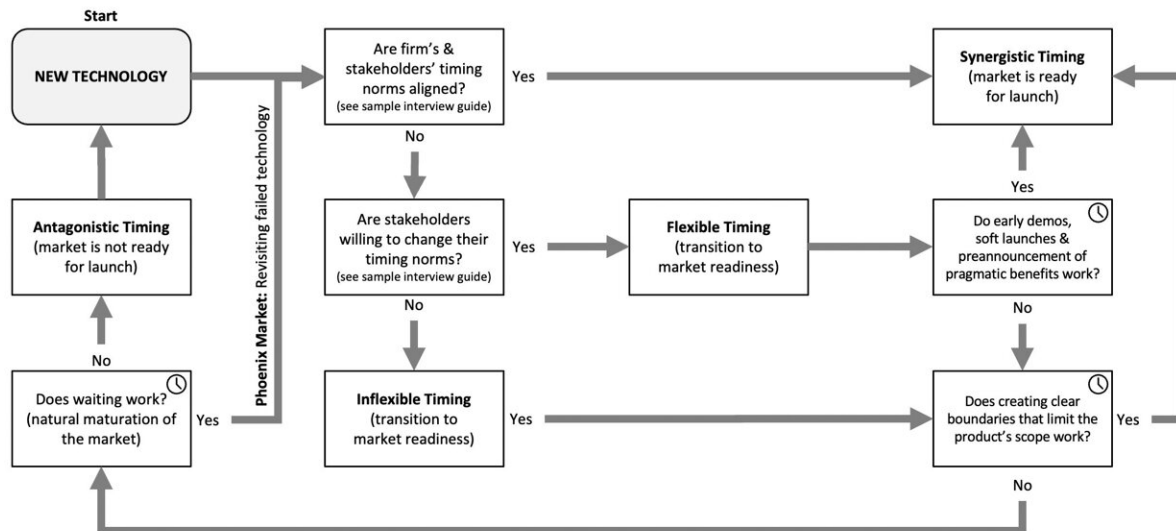 Start
NEW TECHNOLOGY
Are firm's &
stakeholders' timing
norms aligned?
(see sample interview guide)
Yes
Synergistic Timing
(market is ready
for launch)
No
Yes
Phoenix Market: Revisiting failed technology
Antagonistic Timing
(market is not ready
for launch)
Are stakeholders
willing to change their
timing norms?
(see sample interview guide)
Yes
Flexible Timing
(transition to
market readiness)
Do early demos,
soft launches &
preannouncement of
pragmatic benefits work?
No
No
No
Does waiting work?
(natural maturation of
the market)
Yes
Inflexible Timing
(transition to
market readiness)
Yes
Does creating clear
boundaries that limit the
product's scope work?
Yes
No